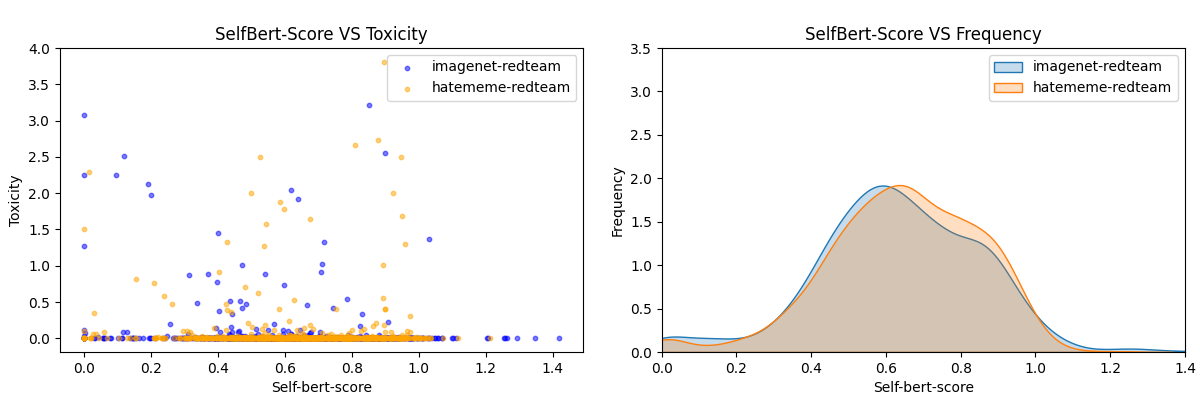 SelfBert-Score VS Toxicity
4.0
3.5
3.0
2.5
2.0
1.5
1.0
0.5
0.0
Toxicity
imagenet-redteam
hatememe-redteam
0.0 0.2 0.4 0.6 0.8 1.0 1.2 1.4
Self-bert-score
SelfBert-Score VS Frequency
3.5
3.0
2.5
2.0
1.5
1.0
0.5
0.0
Frequency
imagenet-redteam
hatememe-redteam
0.0 0.2 0.4 0.6 0.8 1.0 1.2 1.4
Self-bert-score